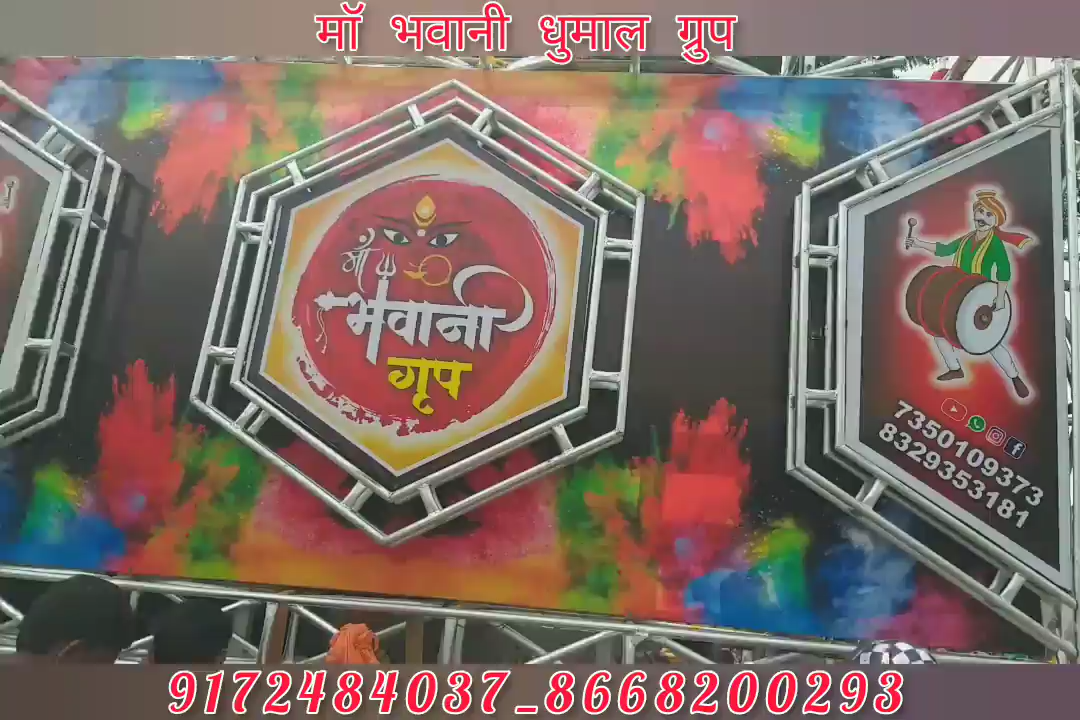 मॉ भवानी धुमाल ग्रुप
माँ
भवानी
गृप
7350109373
8329353181
9172484037_8668200293